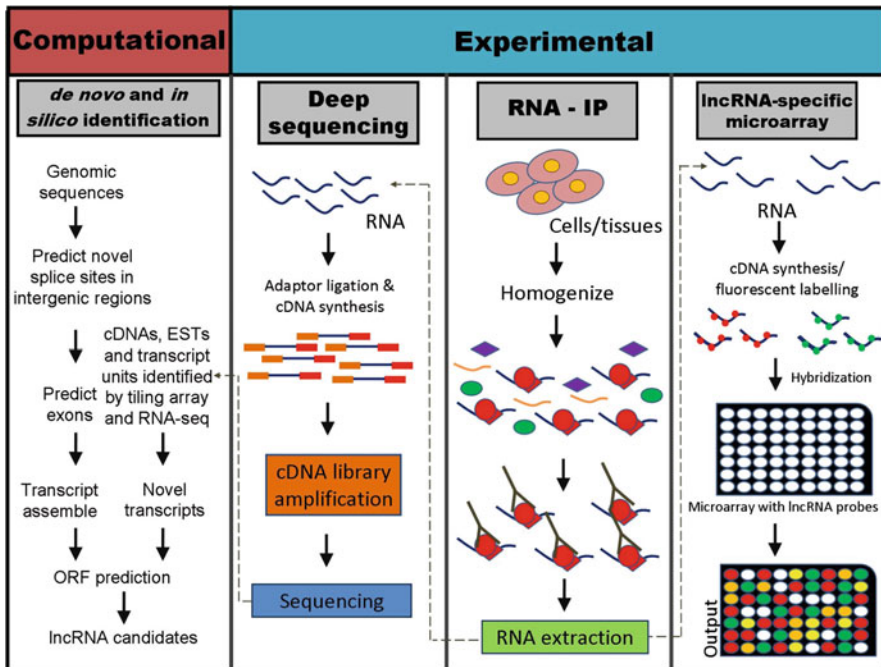 Computational
Experimental
de novo and in
silico identification
Genomic
sequences
Predict novel
splice sites in
intergenic regions
cDNAs, ESTs
and transcript
units identified
by tiling array
and RNA-seq
Predict
exons
Transcript
assemble
Novel
transcripts
ORF prediction
lncRNA candidates
Deep
sequencing
RNA
Adaptor ligation &
cDNA synthesis
cDNA library
amplification
Sequencing
RNA - IP
Cells/tissues
Homogenize
RNA extraction
lncRNA-specific
microarray
RNA
cDNA synthesis/
fluorescent labelling
Hybridization
Microarray with lncRNA probes
Output